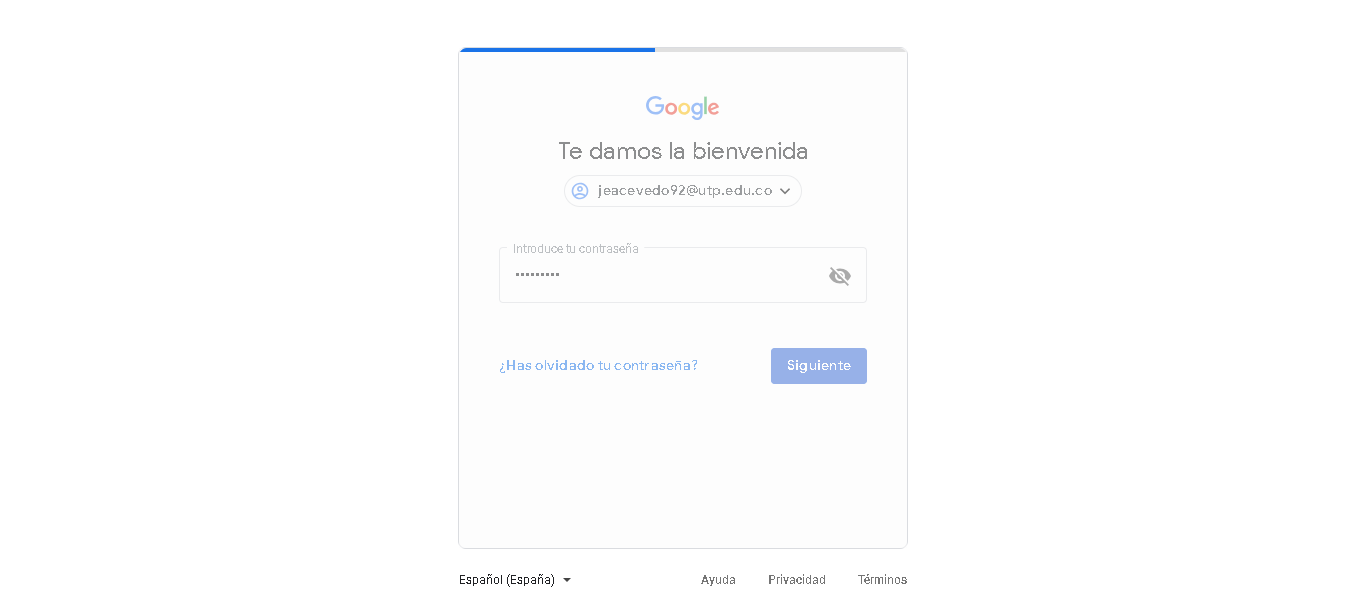 Google
Te damos la bienvenida
jeacevedo92@utp.edu.co
Introduce tu contraseña
•••••••••
¿Has olvidado tu contraseña?
Siguiente
Español (España)
Ayuda
Privacidad
Términos